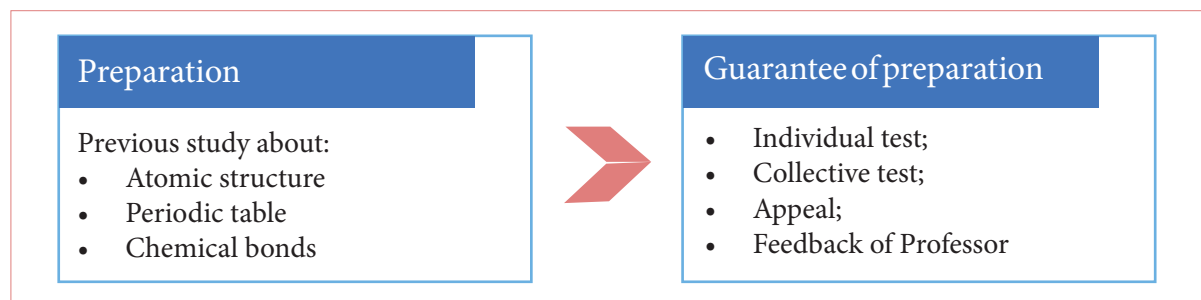 Preparation
Previous study about:
• Atomic structure
• Periodic table
• Chemical bonds
Guarantee of preparation
• Individual test;
• Collective test;
• Appeal;
• Feedback of Professor